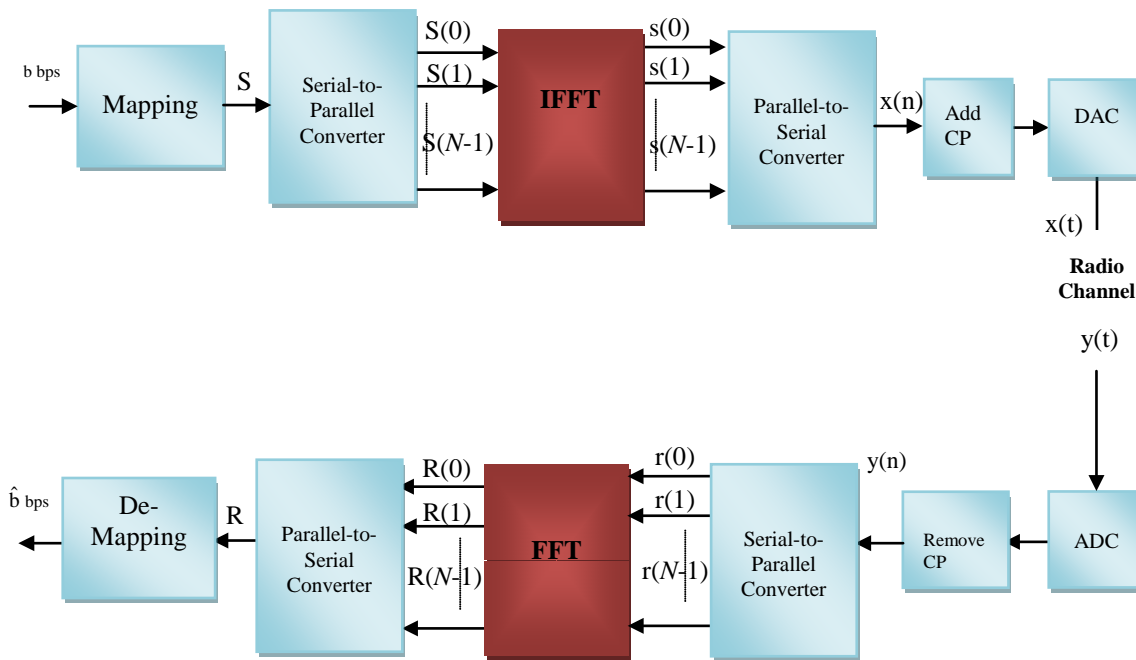 b bps
Mapping
S
Serial-to-
Parallel
Converter
S(0)
S(1)
S(N-1)
IFFT
s(0)
s(1)
s(N-1)
Parallel-to-
Serial
Converter
x(n)
Add
CP
DAC
x(t)
Radio
Channel
y(t)
ADC
Remove
CP
y(n)
Serial-to-
Parallel
Converter
r(0)
r(1)
r(N-1)
FFT
R(0)
R(1)
R(N-1)
Parallel-to-
Serial
Converter
R
De-
Mapping
b̂ bps